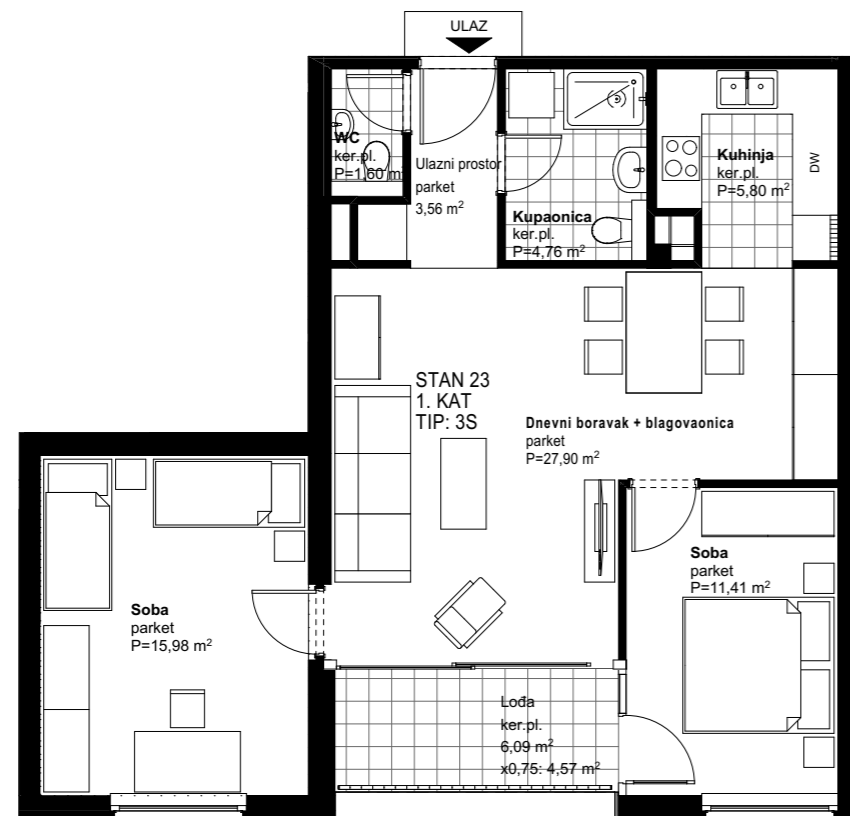 ULAZ
WC
ker.pl.
P=1,60 m²
Ulazni prostor
parket
3,56 m²
Kupaonica
ker.pl.
P=4,76 m²
Kuhinja
ker.pl.
P=5,80 m²
DW
STAN 23
1. KAT
TIP: 3S
Dnevni boravak + blagovaonica
parket
P=27,90 m²
Soba
parket
P=15,98 m²
Soba
parket
P=11,41 m²
Lođa
ker.pl.
6,09 m²
x0,75: 4,57 m²